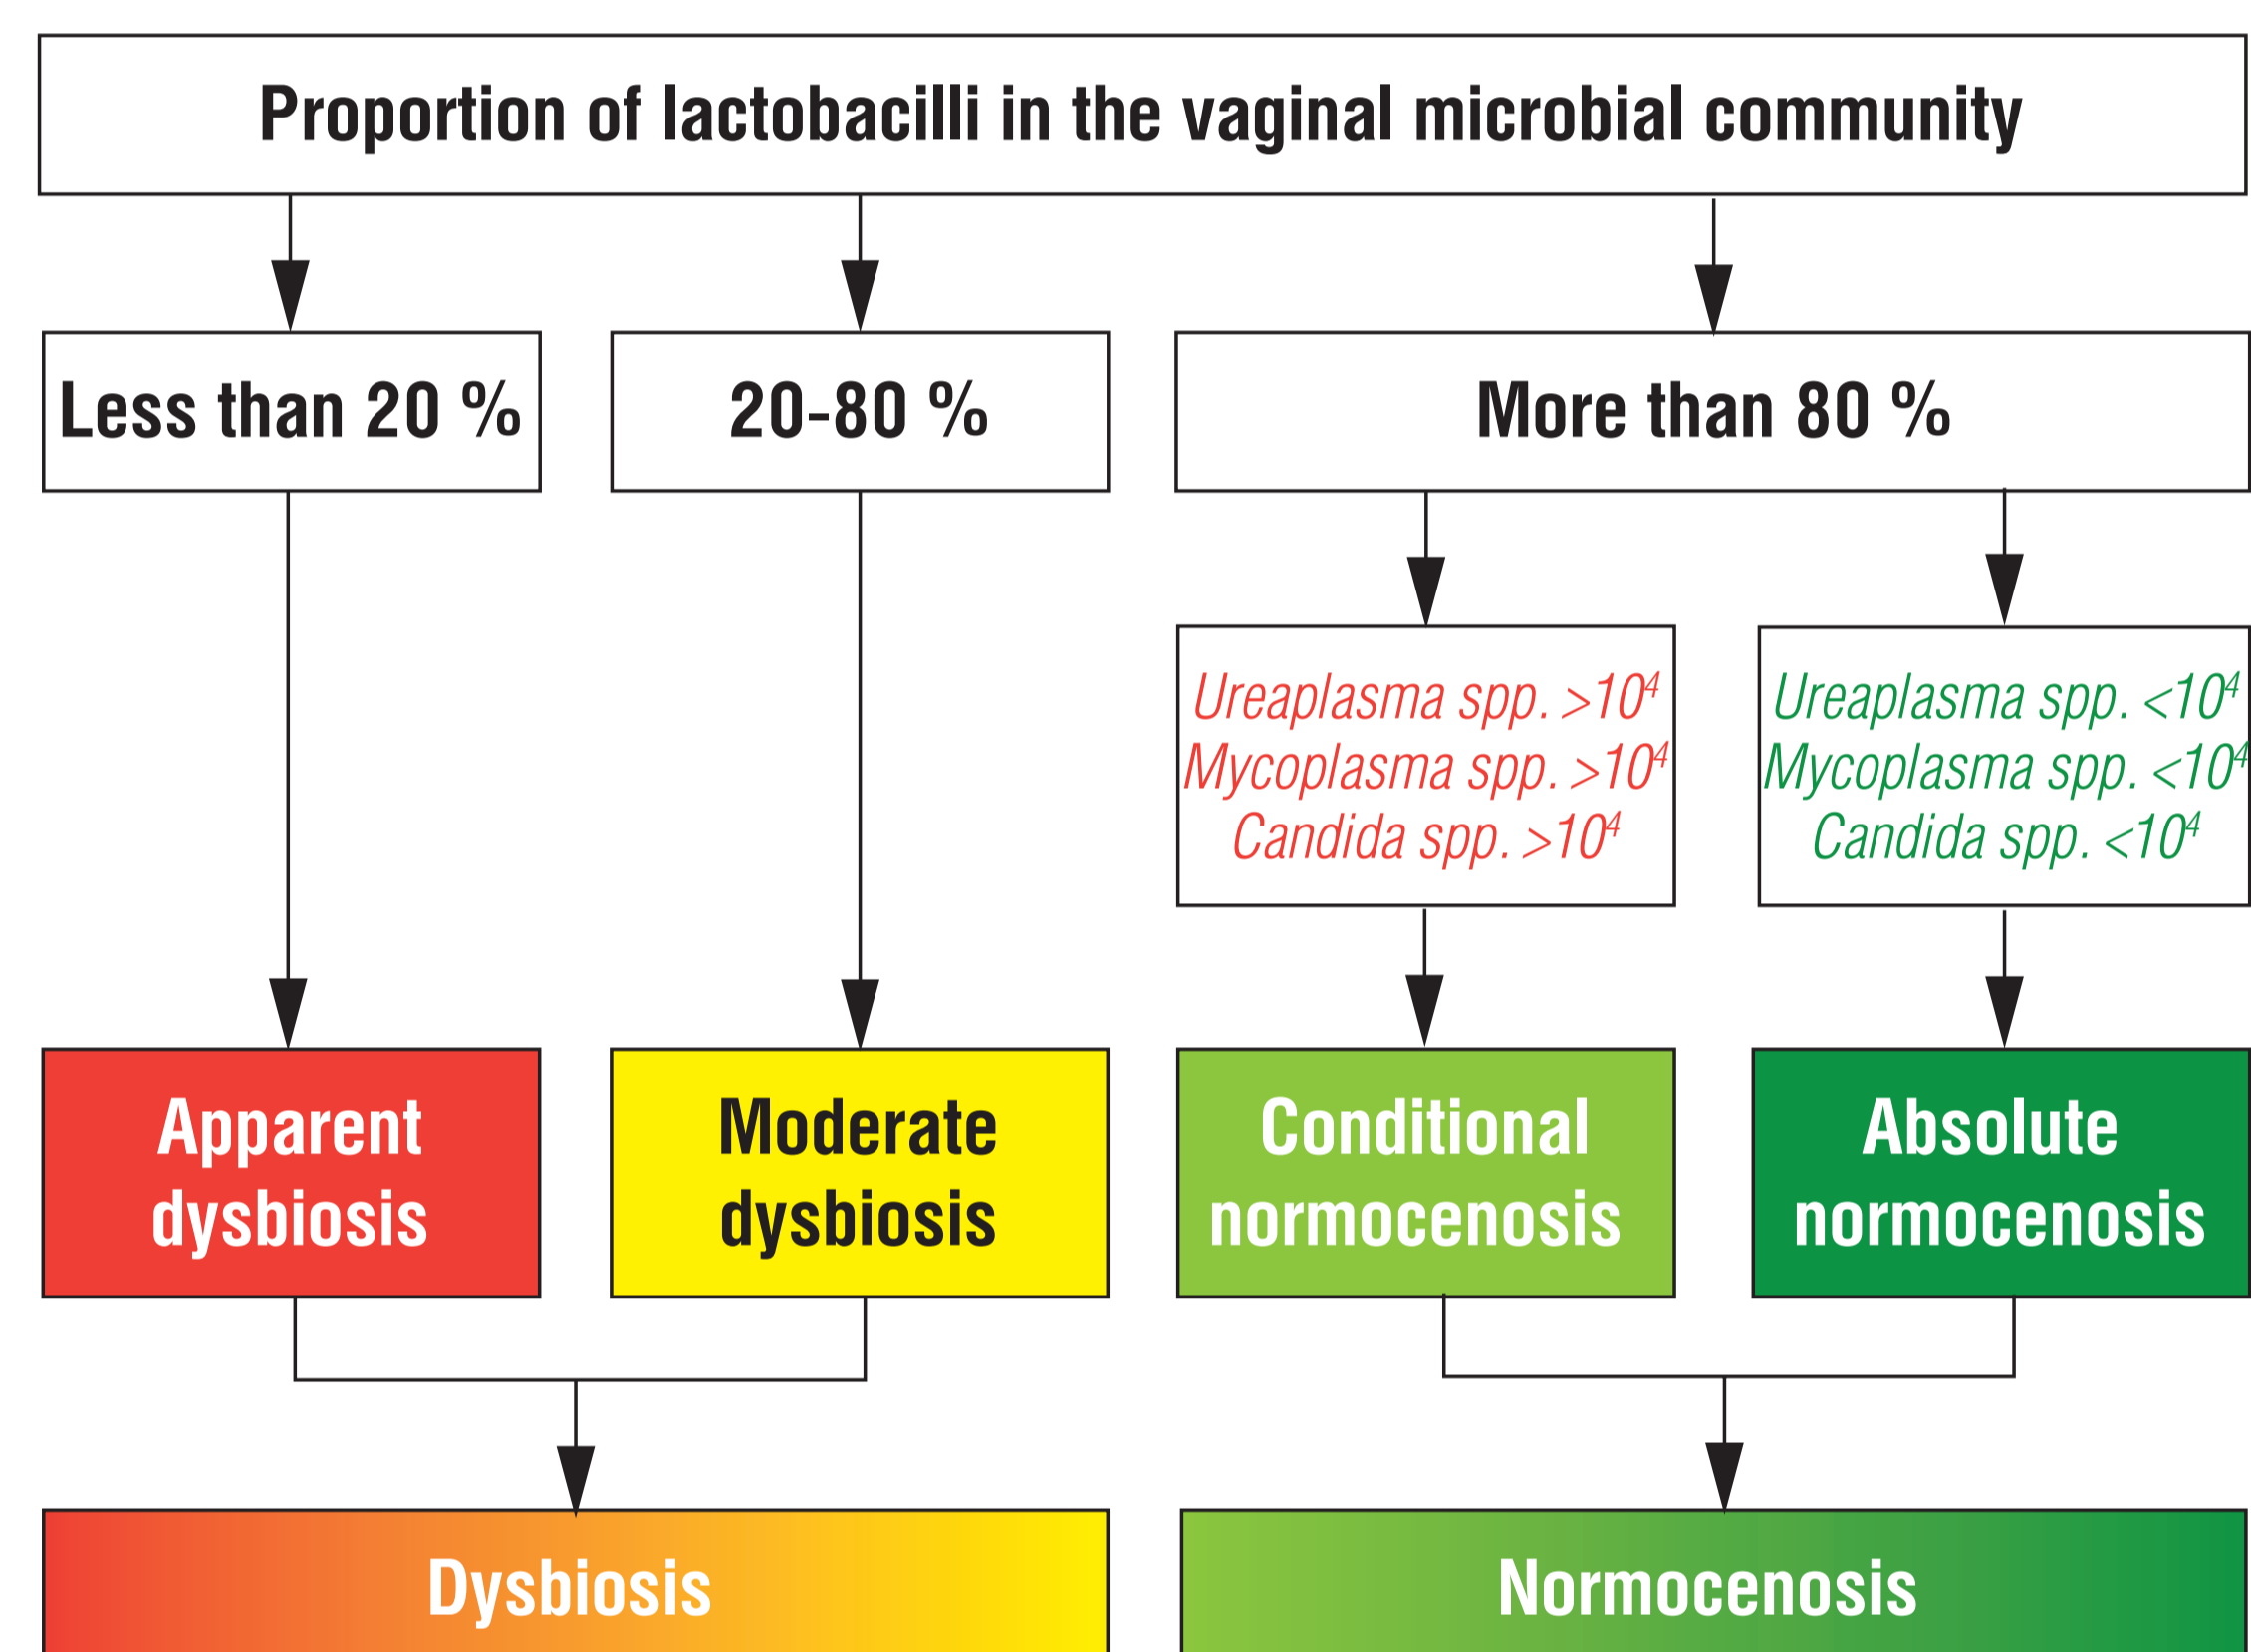 Proportion of lactobacilli in the vaginal microbial community
Less than 20 %
20-80 %
More than 80 %
Ureaplasma spp. >10⁴
Mycoplasma spp. >10⁴
Candida spp. >10⁴
Ureaplasma spp. <10⁴
Mycoplasma spp. <10⁴
Candida spp. <10⁴
Apparent
dysbiosis
Moderate
dysbiosis
Conditional
normocenosis
Absolute
normocenosis
Dysbiosis
Normocenosis